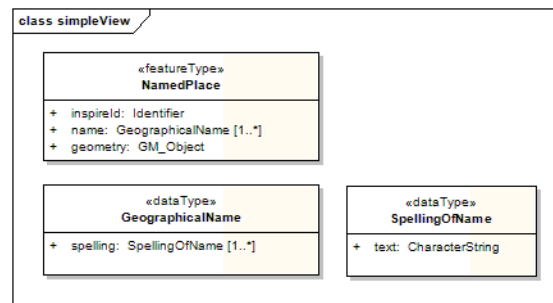 class simpleView
«featureType»
NamedPlace
+ inspireId: Identifier
+ name: GeographicalName [1..*]
+ geometry: GM_Object
«dataType»
GeographicalName
+ spelling: SpellingOfName [1..*]
«dataType»
SpellingOfName
+ text: CharacterString